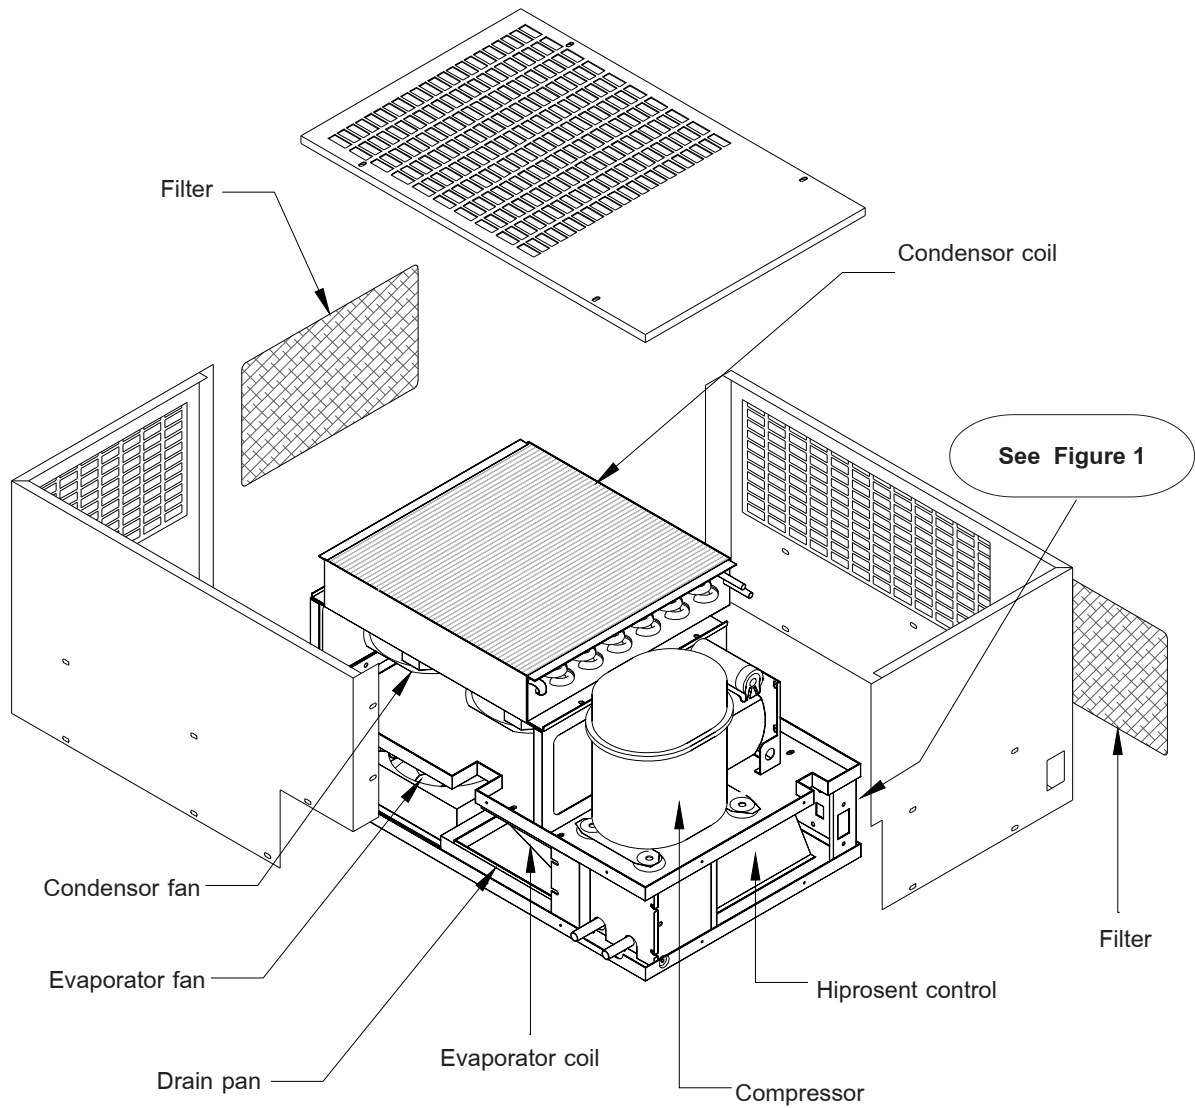 Filter
Condensor coil
See Figure 1
Condensor fan
Filter
Evaporator fan
Hiprosent control
Evaporator coil
Drain pan
Compressor